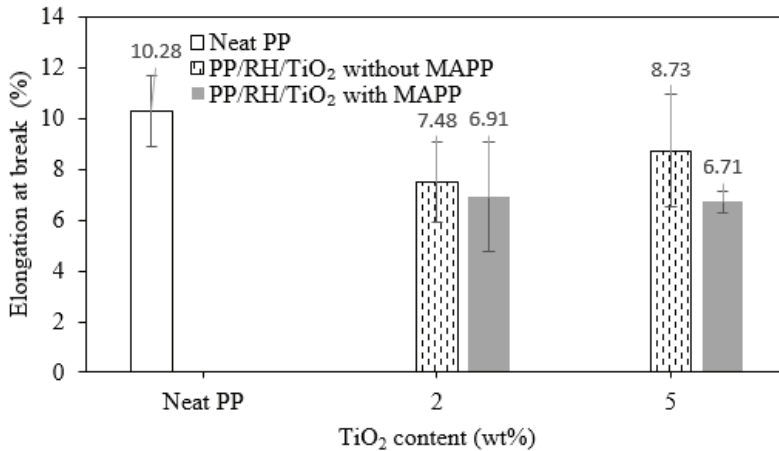 14
12
10
8
6
4
2
0
Elongation at break (%)
Neat PP
PP/RH/TiO₂ without MAPP
PP/RH/TiO₂ with MAPP
10.28
7.48
6.91
8.73
6.71
Neat PP
2
5
TiO₂ content (wt%)